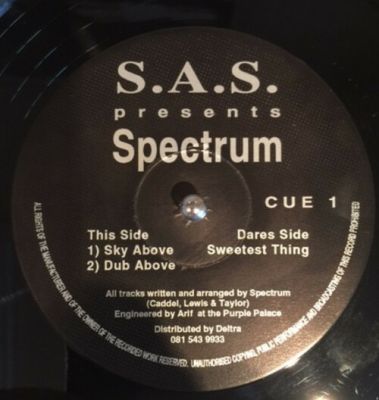 S.A.S.
presents
Spectrum
CUE 1
This Side
1) Sky Above
2) Dub Above
Dares Side
Sweetest Thing
All tracks written and arranged by Spectrum
(Caddel, Lewis & Taylor)
Engineered by Arif at the Purple Palace
Distributed by Deltra
081 543 9933
ALL RIGHTS OF THE MANUFACTURER AND OF THE OWNER OF THE RECORDED WORK RESERVED. UNAUTHORISED COPYING, PUBLIC PERFORMANCE AND BROADCASTING OF THIS RECORD PROHIBITED